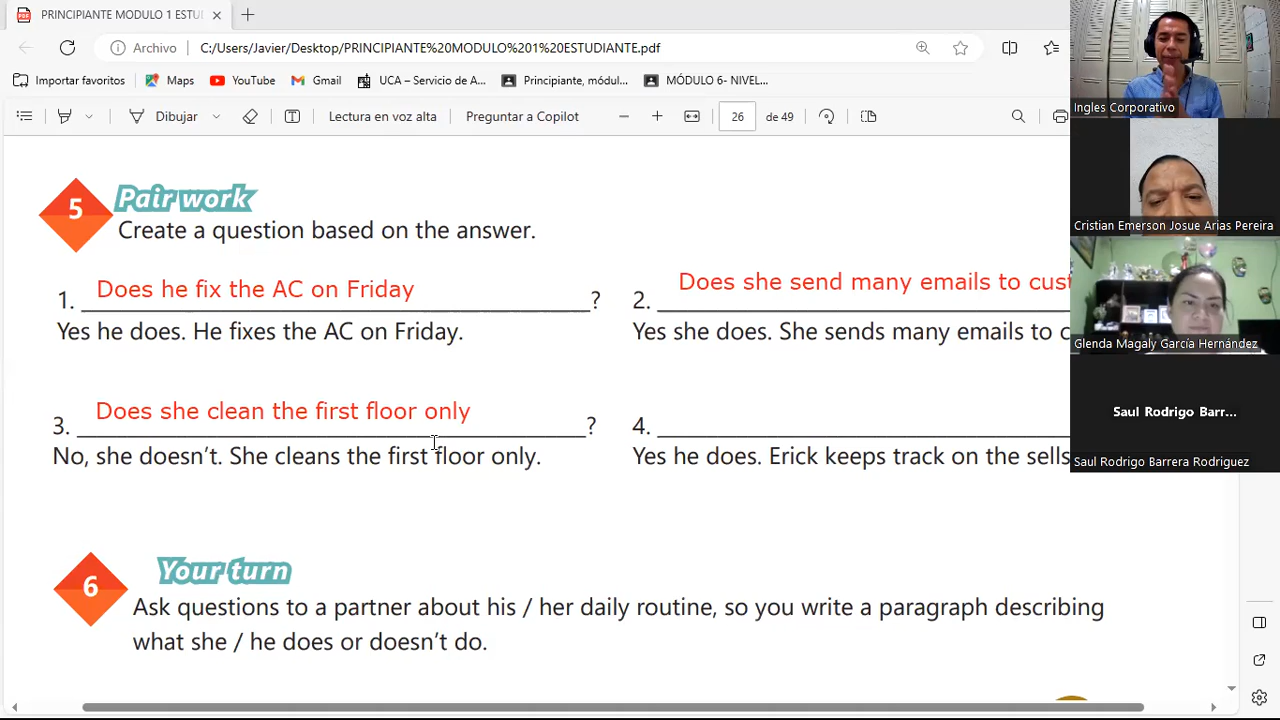 PRINCIPIANTE MODULO 1 ESTU
Archivo
C:/Users/Javier/Desktop/PRINCIPIANTE%20MODULO%201%20ESTUDIANTE.pdf
Importar favoritos
Maps
YouTube
Gmail
UCA – Servicio de A...
Principiante, módul...
MÓDULO 6- NIVEL...
Dibujar
Lectura en voz alta
Preguntar a Copilot
26
de 49
5
Pair work
Create a question based on the answer.
Does he fix the AC on Friday
1. ?
Yes he does. He fixes the AC on Friday.
Does she send many emails to cust
2.
Yes she does. She sends many emails to c
Does she clean the first floor only
3. ?
No, she doesn't. She cleans the first floor only.
4.
Yes he does. Erick keeps track on the sells
6
Your turn
Ask questions to a partner about his / her daily routine, so you write a paragraph describing
what she / he does or doesn't do.
Ingles Corporativo
Cristian Emerson Josue Arias Pereira
Glenda Magaly García Hernández
Saul Rodrigo Barr...
Saul Rodrigo Barrera Rodriguez